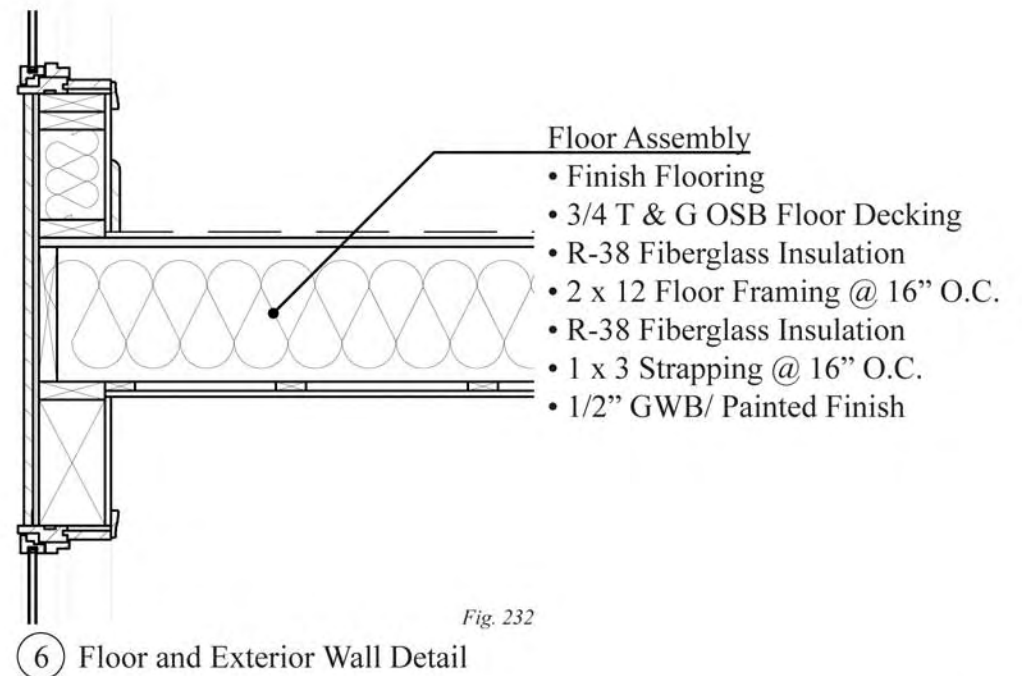 Floor Assembly
• Finish Flooring
• 3/4 T & G OSB Floor Decking
• R-38 Fiberglass Insulation
• 2 x 12 Floor Framing @ 16” O.C.
• R-38 Fiberglass Insulation
• 1 x 3 Strapping @ 16” O.C.
• 1/2” GWB/ Painted Finish
Fig. 232
6 Floor and Exterior Wall Detail